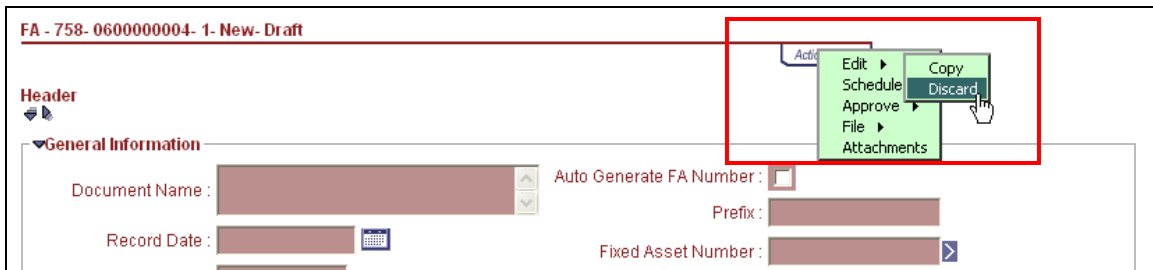 FA - 758- 0600000004- 1- New- Draft
Edit
Copy
Schedule
Discard
Approve
File
Attachments
Header
General Information
Document Name :
Auto Generate FA Number :
Prefix :
Record Date :
Fixed Asset Number :